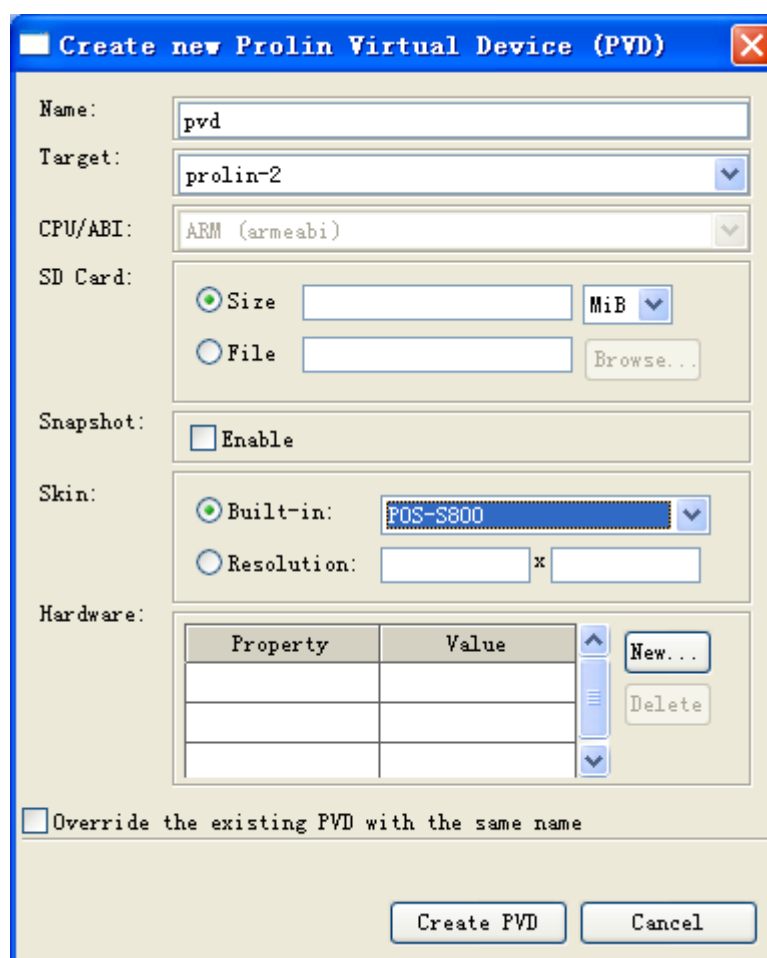 Create new Prolin Virtual Device (PVD)
Name: pvd
Target: prolin-2
CPU/ABI: ARM (armeabi)
SD Card:
Size MiB
File Browse...
Snapshot: Enable
Skin:
Built-in: POS-S800
Resolution: x
Hardware:
Property Value New...
Delete
Override the existing PVD with the same name
Create PVD Cancel